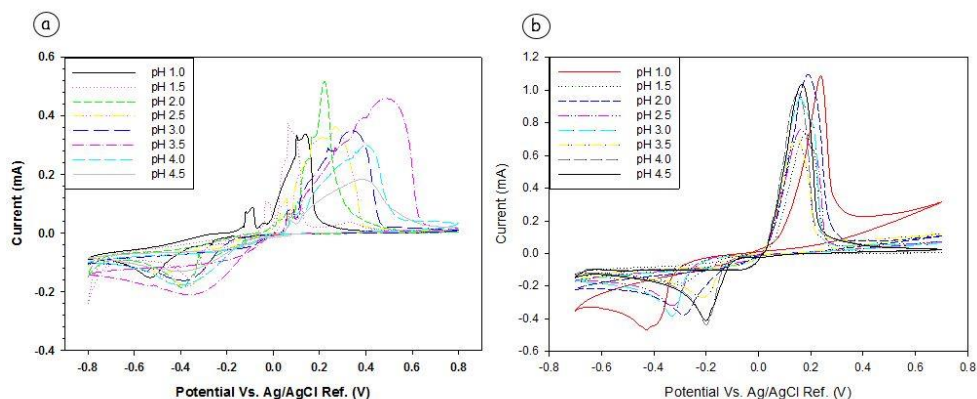 a
b
Current (mA)
0.6
0.4
0.2
0.0
-0.2
-0.4
pH 1.0
pH 1.5
pH 2.0
pH 2.5
pH 3.0
pH 3.5
pH 4.0
pH 4.5
-0.8 -0.6 -0.4 -0.2 0.0 0.2 0.4 0.6 0.8
Potential Vs. Ag/AgCl Ref. (V)
Current (mA)
1.2
1.0
0.8
0.6
0.4
0.2
0.0
-0.2
-0.4
-0.6
pH 1.0
pH 1.5
pH 2.0
pH 2.5
pH 3.0
pH 3.5
pH 4.0
pH 4.5
-0.8 -0.6 -0.4 -0.2 0.0 0.2 0.4 0.6 0.8
Potential Vs. Ag/AgCl Ref. (V)